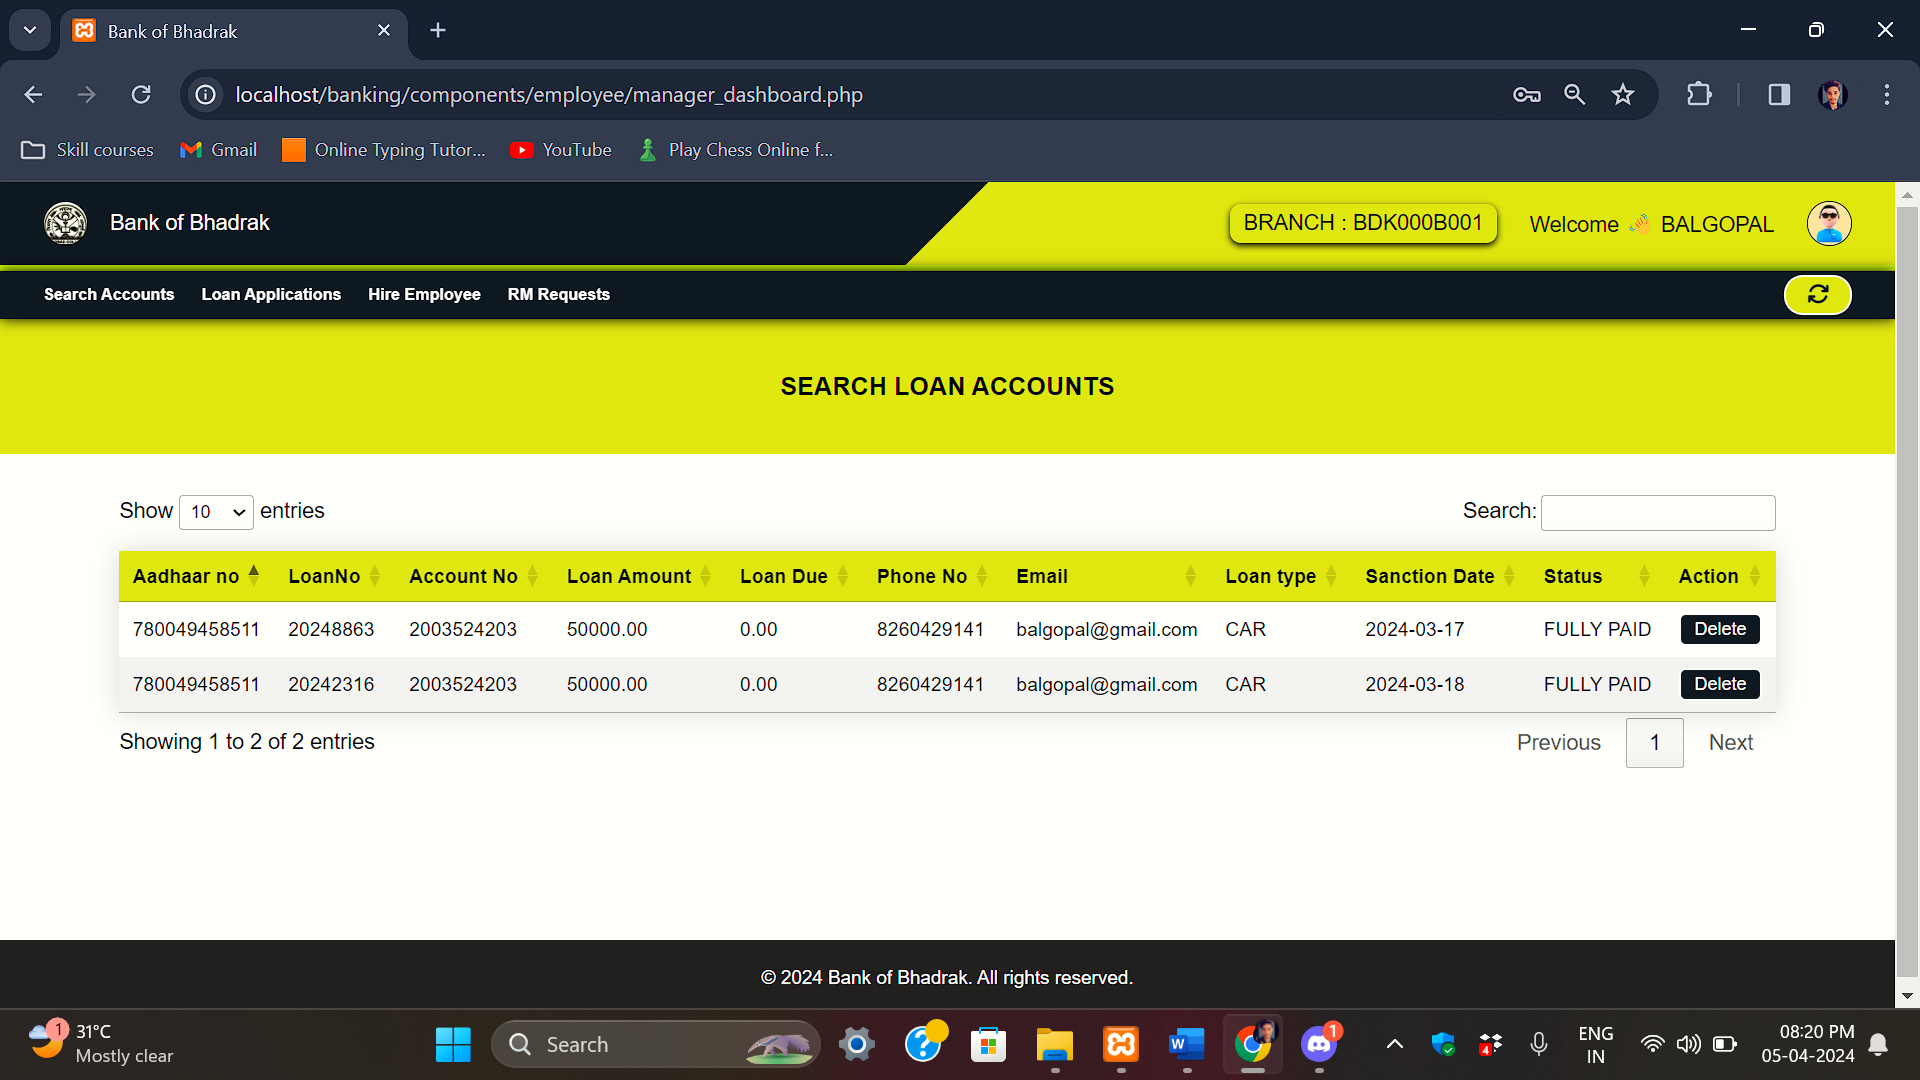 Bank of Bhadrak
localhost/banking/components/employee/manager_dashboard.php
Skill courses Gmail Online Typing Tutor... YouTube Play Chess Online f...
Bank of Bhadrak BRANCH : BDK000B001 Welcome 👋 BALGOPAL
Search Accounts Loan Applications Hire Employee RM Requests
SEARCH LOAN ACCOUNTS
Show 10 entries Search:
Aadhaar no LoanNo Account No Loan Amount Loan Due Phone No Email Loan type Sanction Date Status Action
780049458511 20248863 2003524203 50000.00 0.00 8260429141 balgopal@gmail.com CAR 2024-03-17 FULLY PAID Delete
780049458511 20242316 2003524203 50000.00 0.00 8260429141 balgopal@gmail.com CAR 2024-03-18 FULLY PAID Delete
Showing 1 to 2 of 2 entries Previous 1 Next
© 2024 Bank of Bhadrak. All rights reserved.
1 31°C Search W 1 4 ENG 08:20 PM
Mostly clear IN 05-04-2024